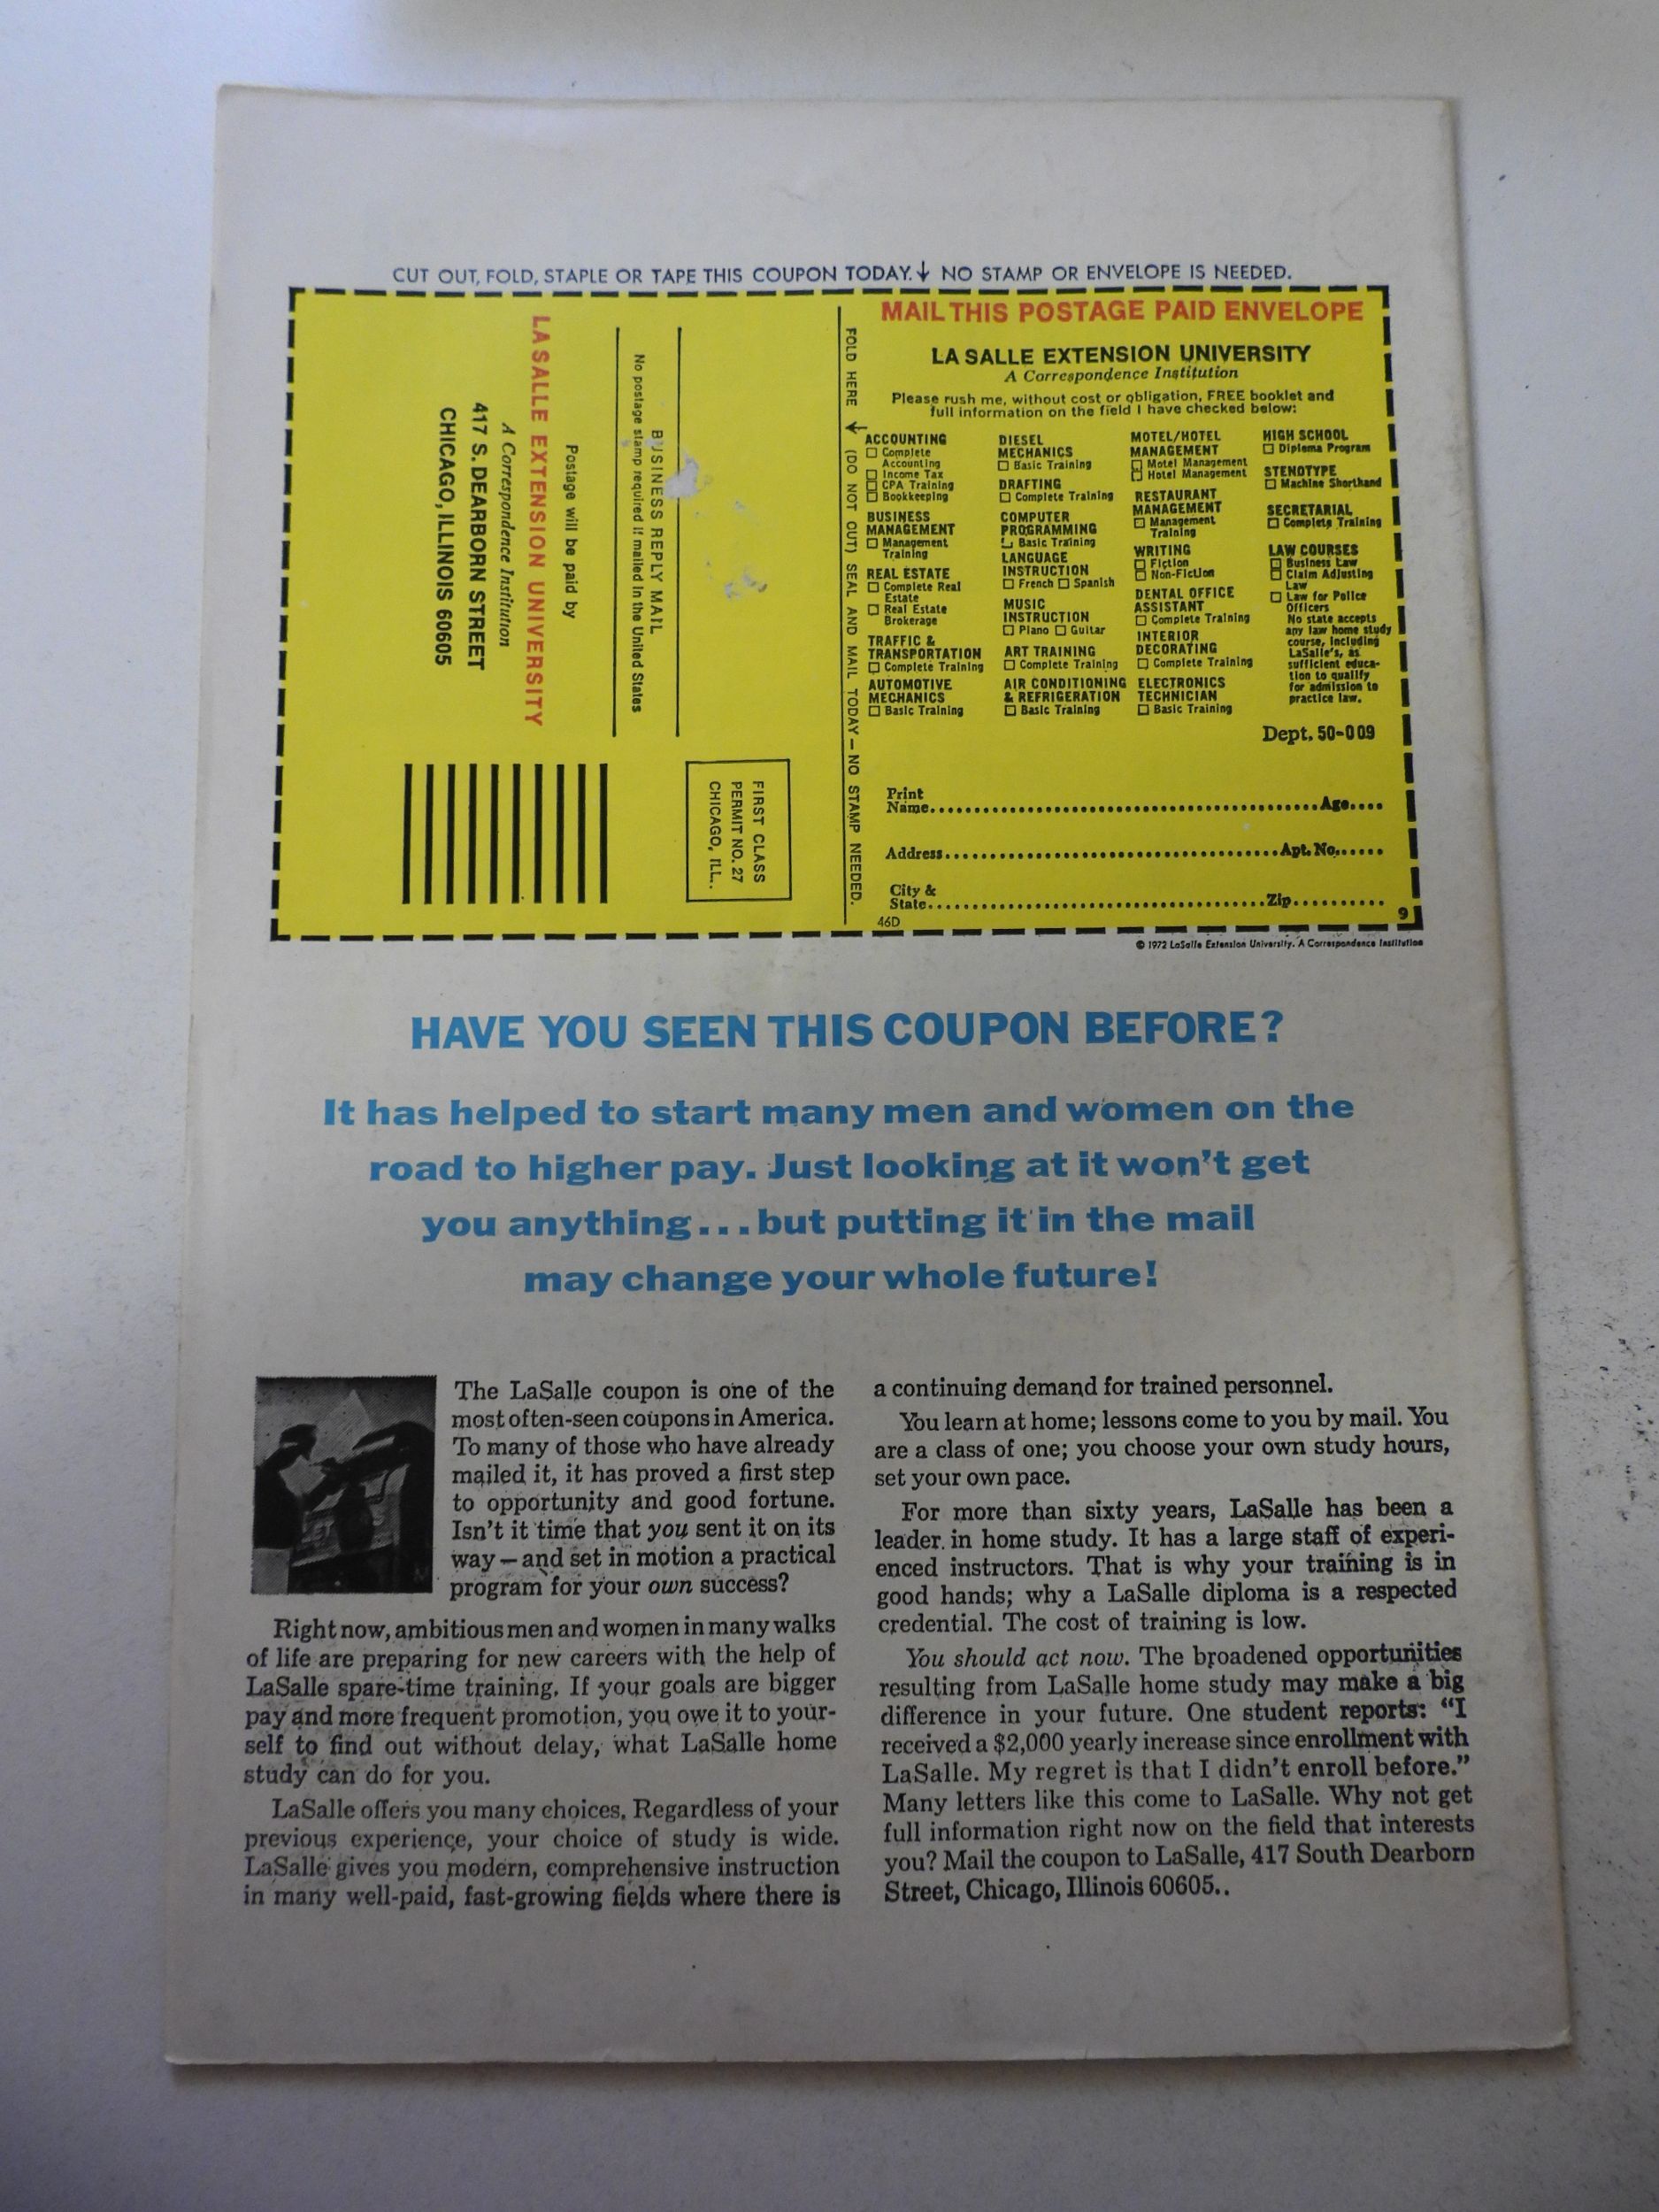 CUT OUT, FOLD, STAPLE OR TAPE THIS COUPON TODAY. ↓ NO STAMP OR ENVELOPE IS NEEDED.
LA SALLE EXTENSION UNIVERSITY
A Correspondence Institution
417 S. DEARBORN STREET
CHICAGO, ILLINOIS 60605
Postage will be paid by
No postage stamp required if mailed in the United States
BUSINESS REPLY MAIL
FIRST CLASS
PERMIT NO. 27
CHICAGO, ILL..
FOLD HERE ← (DO NOT CUT) SEAL AND MAIL TODAY — NO STAMP NEEDED.
MAIL THIS POSTAGE PAID ENVELOPE
LA SALLE EXTENSION UNIVERSITY
A Correspondence Institution
Please rush me, without cost or obligation, FREE booklet and
full information on the field I have checked below:
ACCOUNTING
☐ Complete
Accounting
☐ Income Tax
☐ CPA Training
☐ Bookkeeping
BUSINESS
MANAGEMENT
☐ Management
Training
REAL ESTATE
☐ Complete Real
Estate
☐ Real Estate
Brokerage
TRAFFIC &
TRANSPORTATION
☐ Complete Training
AUTOMOTIVE
MECHANICS
☐ Basic Training
DIESEL
MECHANICS
☐ Basic Training
DRAFTING
☐ Complete Training
COMPUTER
PROGRAMMING
☐ Basic Training
LANGUAGE
INSTRUCTION
☐ French ☐ Spanish
MUSIC
INSTRUCTION
☐ Piano ☐ Guitar
ART TRAINING
☐ Complete Training
AIR CONDITIONING
& REFRIGERATION
☐ Basic Training
MOTEL/HOTEL
MANAGEMENT
☐ Motel Management
☐ Hotel Management
RESTAURANT
MANAGEMENT
☐ Management
Training
WRITING
☐ Fiction
☐ Non-Fiction
DENTAL OFFICE
ASSISTANT
☐ Complete Training
INTERIOR
DECORATING
☐ Complete Training
ELECTRONICS
TECHNICIAN
☐ Basic Training
HIGH SCHOOL
☐ Diploma Program
STENOTYPE
☐ Machine Shorthand
SECRETARIAL
☐ Complete Training
LAW COURSES
☐ Business Law
☐ Claim Adjusting
Law
☐ Law for Police
Officers
No state accepts
any law home study
course, including
LaSalle's, as
sufficient educa-
tion to qualify
for admission to
practice law.
Dept. 50-009
Print
Name.......... Age....
Address.......... Apt. No......
City &
State.......... Zip..........
46D
9
© 1972 LaSalle Extension University. A Correspondence Institution
HAVE YOU SEEN THIS COUPON BEFORE?
It has helped to start many men and women on the
road to higher pay. Just looking at it won't get
you anything...but putting it in the mail
may change your whole future!
The LaSalle coupon is one of the
most often-seen coupons in America.
To many of those who have already
mailed it, it has proved a first step
to opportunity and good fortune.
Isn't it time that you sent it on its
way—and set in motion a practical
program for your own success?
Right now, ambitious men and women in many walks
of life are preparing for new careers with the help of
LaSalle spare-time training. If your goals are bigger
pay and more frequent promotion, you owe it to your-
self to find out without delay, what LaSalle home
study can do for you.
LaSalle offers you many choices. Regardless of your
previous experience, your choice of study is wide.
LaSalle gives you modern, comprehensive instruction
in many well-paid, fast-growing fields where there is
a continuing demand for trained personnel.
You learn at home; lessons come to you by mail. You
are a class of one; you choose your own study hours,
set your own pace.
For more than sixty years, LaSalle has been a
leader in home study. It has a large staff of experi-
enced instructors. That is why your training is in
good hands; why a LaSalle diploma is a respected
credential. The cost of training is low.
You should act now. The broadened opportunities
resulting from LaSalle home study may make a big
difference in your future. One student reports: "I
received a $2,000 yearly increase since enrollment with
LaSalle. My regret is that I didn't enroll before."
Many letters like this come to LaSalle. Why not get
full information right now on the field that interests
you? Mail the coupon to LaSalle, 417 South Dearborn
Street, Chicago, Illinois 60605..